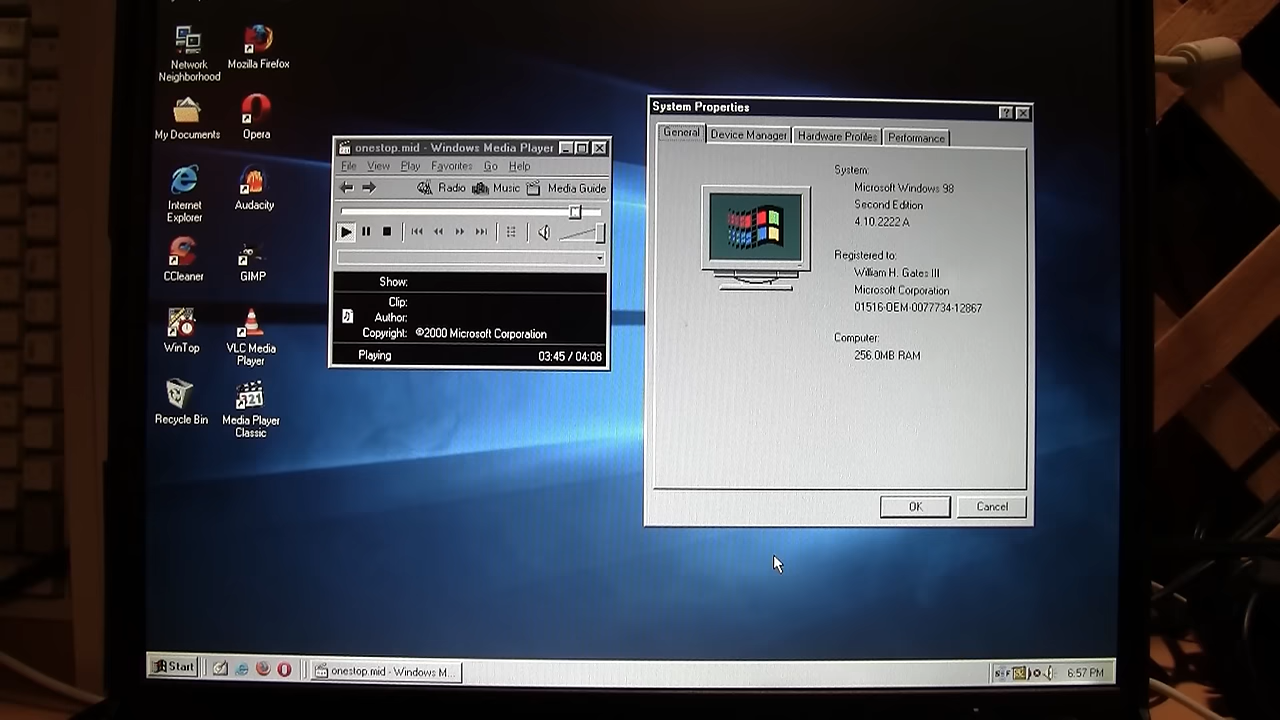 Network
Neighborhood
Mozilla Firefox
My Documents
Opera
Internet
Explorer
Audacity
CCleaner
GIMP
WinTop
VLC Media
Player
Recycle Bin
321
Media Player
Classic
onestop.mid - Windows Media Player
File View Play Favorites Go Help
Radio Music Media Guide
Show:
Clip:
Author:
Copyright: ©2000 Microsoft Corporation
Playing 03:45 / 04:08
System Properties
General Device Manager Hardware Profiles Performance
System:
Microsoft Windows 98
Second Edition
4.10.2222 A
Registered to:
William H. Gates III
Microsoft Corporation
01516-OEM-0077734-12867
Computer:
256.0MB RAM
OK Cancel
Start onestop.mid - Windows M... 6:57 PM